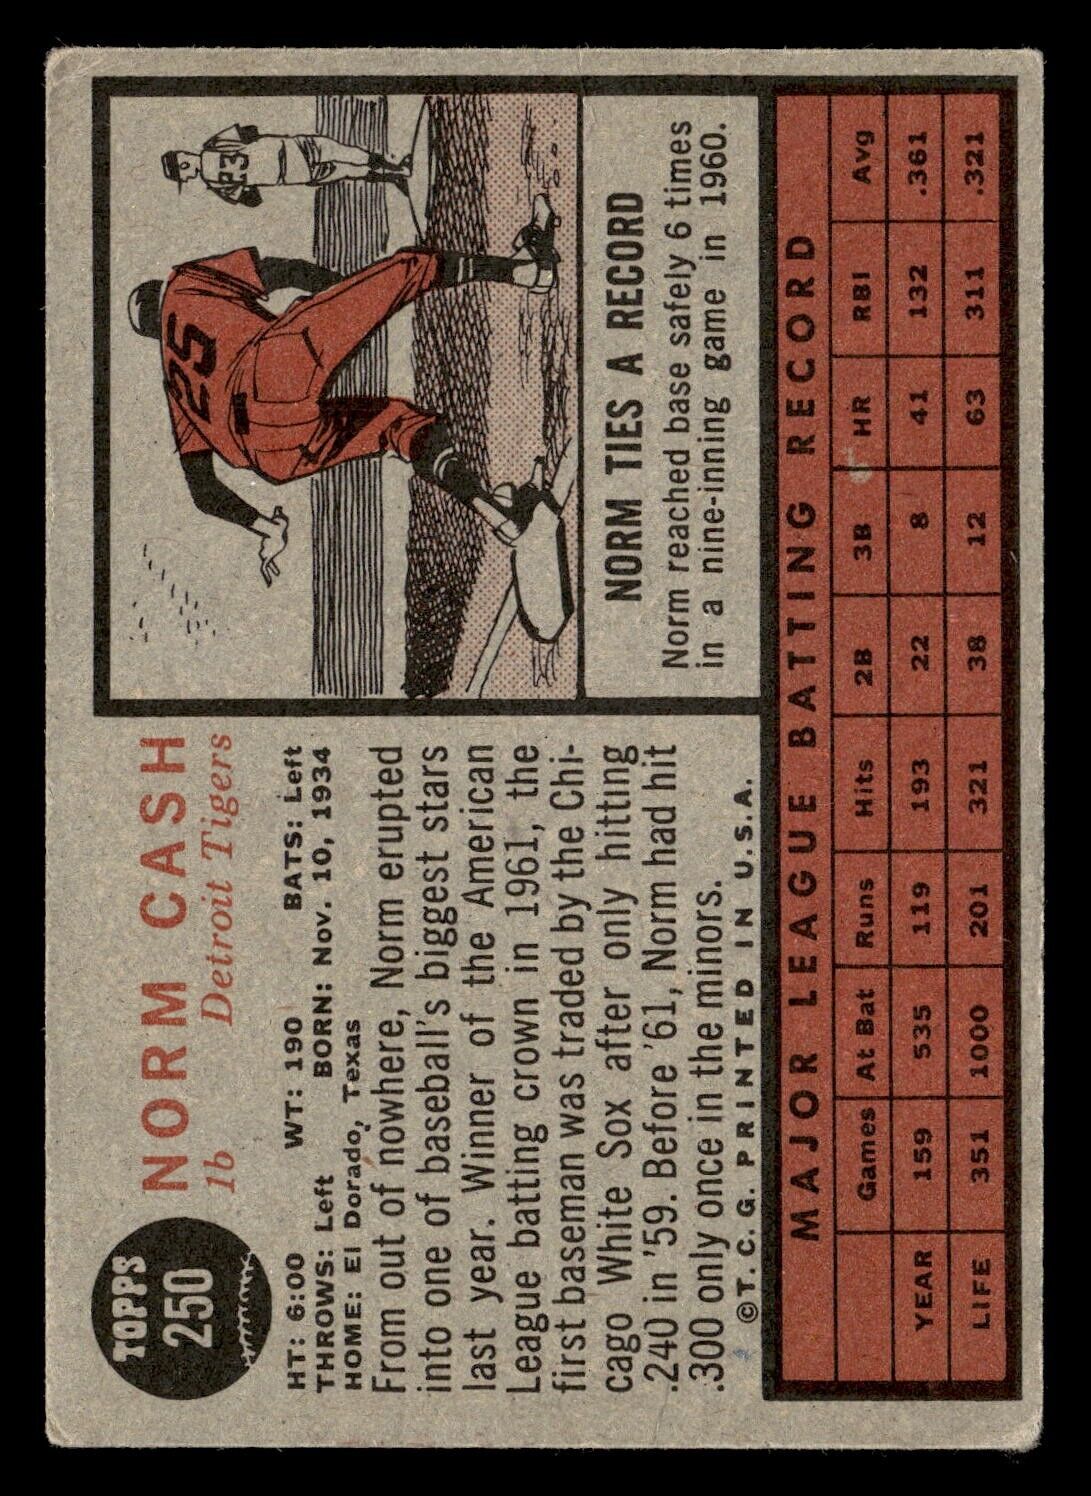 TOPPS
250
NORM CASH
1b Detroit Tigers
HT: 6:00 WT: 190 BATS: Left
THROWS: Left BORN: Nov. 10, 1934
HOME: El Dorado, Texas
From out of nowhere, Norm erupted
into one of baseball's biggest stars
last year. Winner of the American
League batting crown in 1961, the
first baseman was traded by the Chi-
cago White Sox after only hitting
.240 in '59. Before '61, Norm had hit
.300 only once in the minors.
©T. C. G. PRINTED IN U.S.A.
23
25
NORM TIES A RECORD
Norm reached base safely 6 times
in a nine-inning game in 1960.
MAJOR LEAGUE BATTING RECORD
Games At Bat Runs Hits 2B 3B HR RBI Avg
YEAR 159 535 119 193 22 8 41 132 .361
LIFE 351 1000 201 321 38 12 63 311 .321